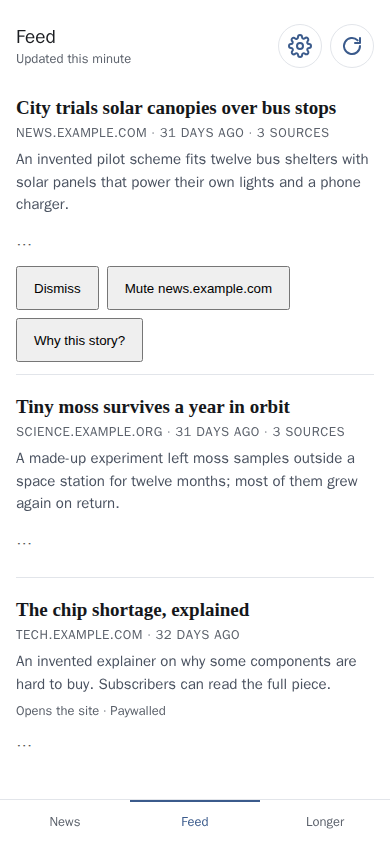 Feed
Updated this minute
City trials solar canopies over bus stops
NEWS.EXAMPLE.COM · 31 DAYS AGO · 3 SOURCES
An invented pilot scheme fits twelve bus shelters with
solar panels that power their own lights and a phone
charger.
...
Dismiss
Mute news.example.com
Why this story?
Tiny moss survives a year in orbit
SCIENCE.EXAMPLE.ORG · 31 DAYS AGO · 3 SOURCES
A made-up experiment left moss samples outside a
space station for twelve months; most of them grew
again on return.
...
The chip shortage, explained
TECH.EXAMPLE.COM · 32 DAYS AGO
An invented explainer on why some components are
hard to buy. Subscribers can read the full piece.
Opens the site · Paywalled
...
News
Feed
Longer